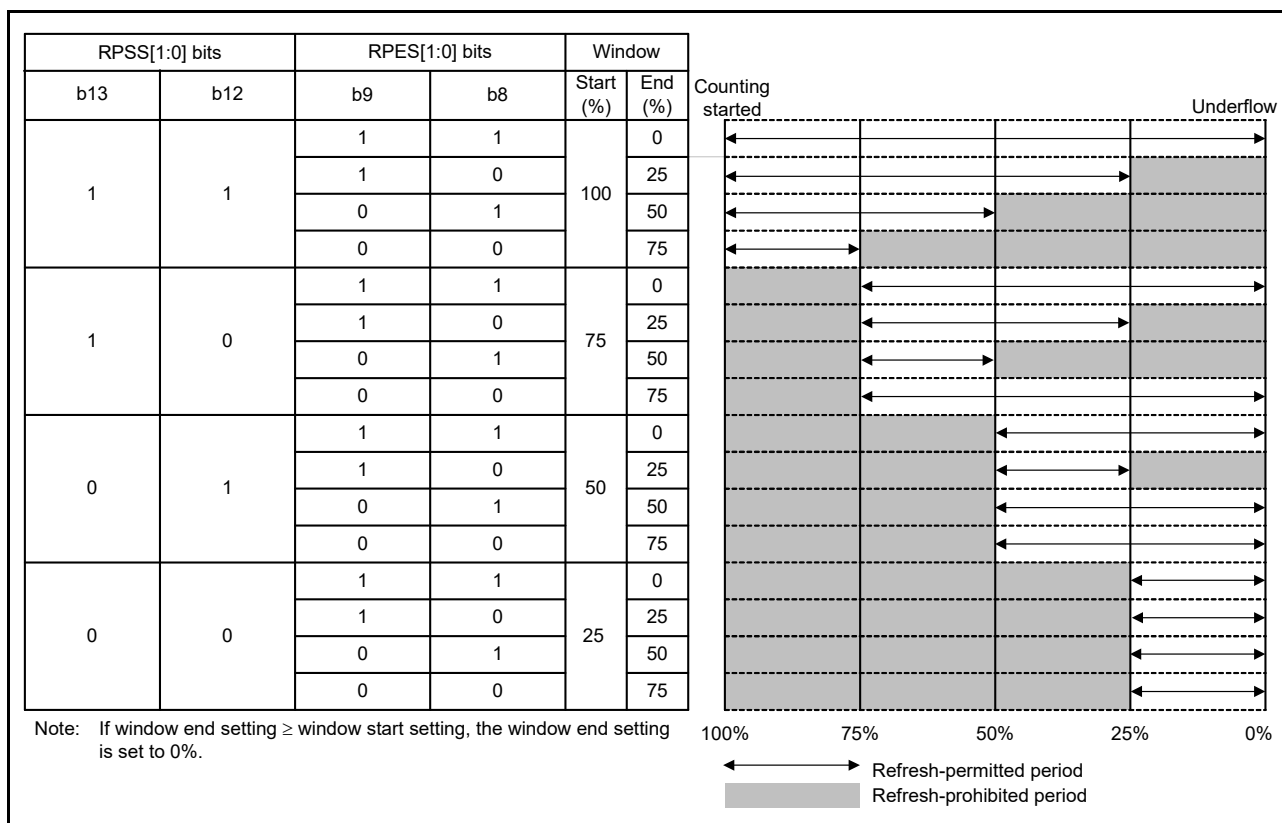 RPSS[1:0] bits RPES[1:0] bits Window
b13 b12 b9 b8 Start (%) End (%)
Counting started Underflow
1 1 1 1 100 0
1 0 25
0 1 50
0 0 75
1 0 1 1 75 0
1 0 25
0 1 50
0 0 75
0 1 1 1 50 0
1 0 25
0 1 50
0 0 75
0 0 1 1 25 0
1 0 25
0 1 50
0 0 75
Note: If window end setting ≥ window start setting, the window end setting
is set to 0%.
100% 75% 50% 25% 0%
Refresh-permitted period
Refresh-prohibited period